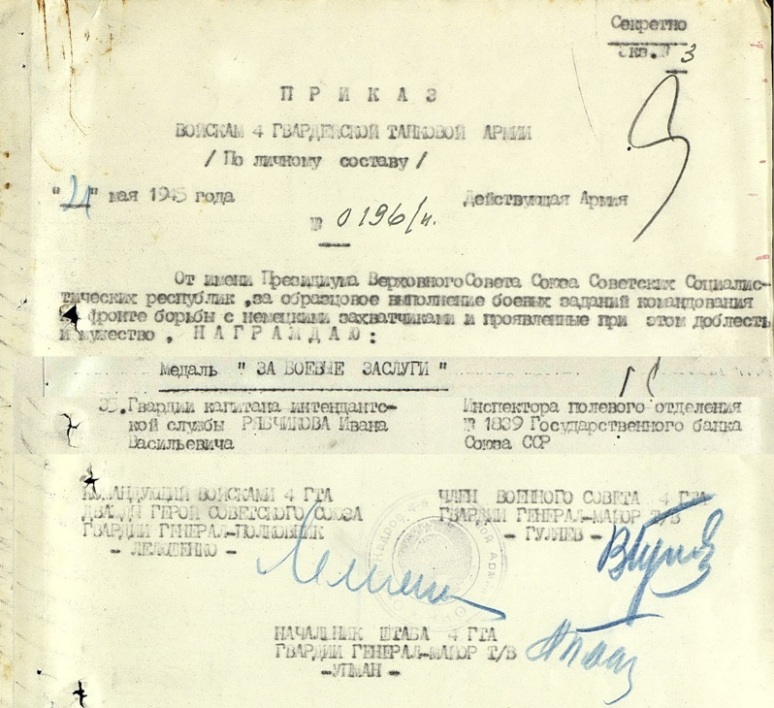 Секретно
Экз. № 3
П Р И К А З
ВОЙСКАМ 4 ГВАРДЕЙСКОЙ ТАНКОВОЙ АРМИИ
/ По личному составу /
"21" мая 1945 года Действующая Армия
№ 0196/н.
От имени Президиума Верховного Совета Союза Советских Социалис-
тических республик , за образцовое выполнение боевых заданий командования
фронте борьбы с немецкими захватчиками и проявленные при этом доблесть
и мужество , Н А Г Р А Ж Д А Ю :
Медаль " ЗА БОЕВЫЕ ЗАСЛУГИ "
35. Гвардии капитана интендантс-
кой службы РЯБЧИКОВА Ивана
Васильевича
Инспектора полевого отделения
№ 1839 Государственного банка
Союза ССР
КОМАНДУЮЩИЙ ВОЙСКАМИ 4 ГТА
ДВАЖДЫ ГЕРОЙ СОВЕТСКОГО СОЮЗА
ГВАРДИИ ГЕНЕРАЛ-ПОЛКОВНИК
- ЛЕЛЮШЕНКО -
ЧЛЕН ВОЕННОГО СОВЕТА 4 ГТА
ГВАРДИИ ГЕНЕРАЛ-МАЙОР Т/В
- ГУЛЯЕВ -
НАЧАЛЬНИК ШТАБА 4 ГТА
ГВАРДИИ ГЕНЕРАЛ-МАЙОР Т/В
-УПМАН -